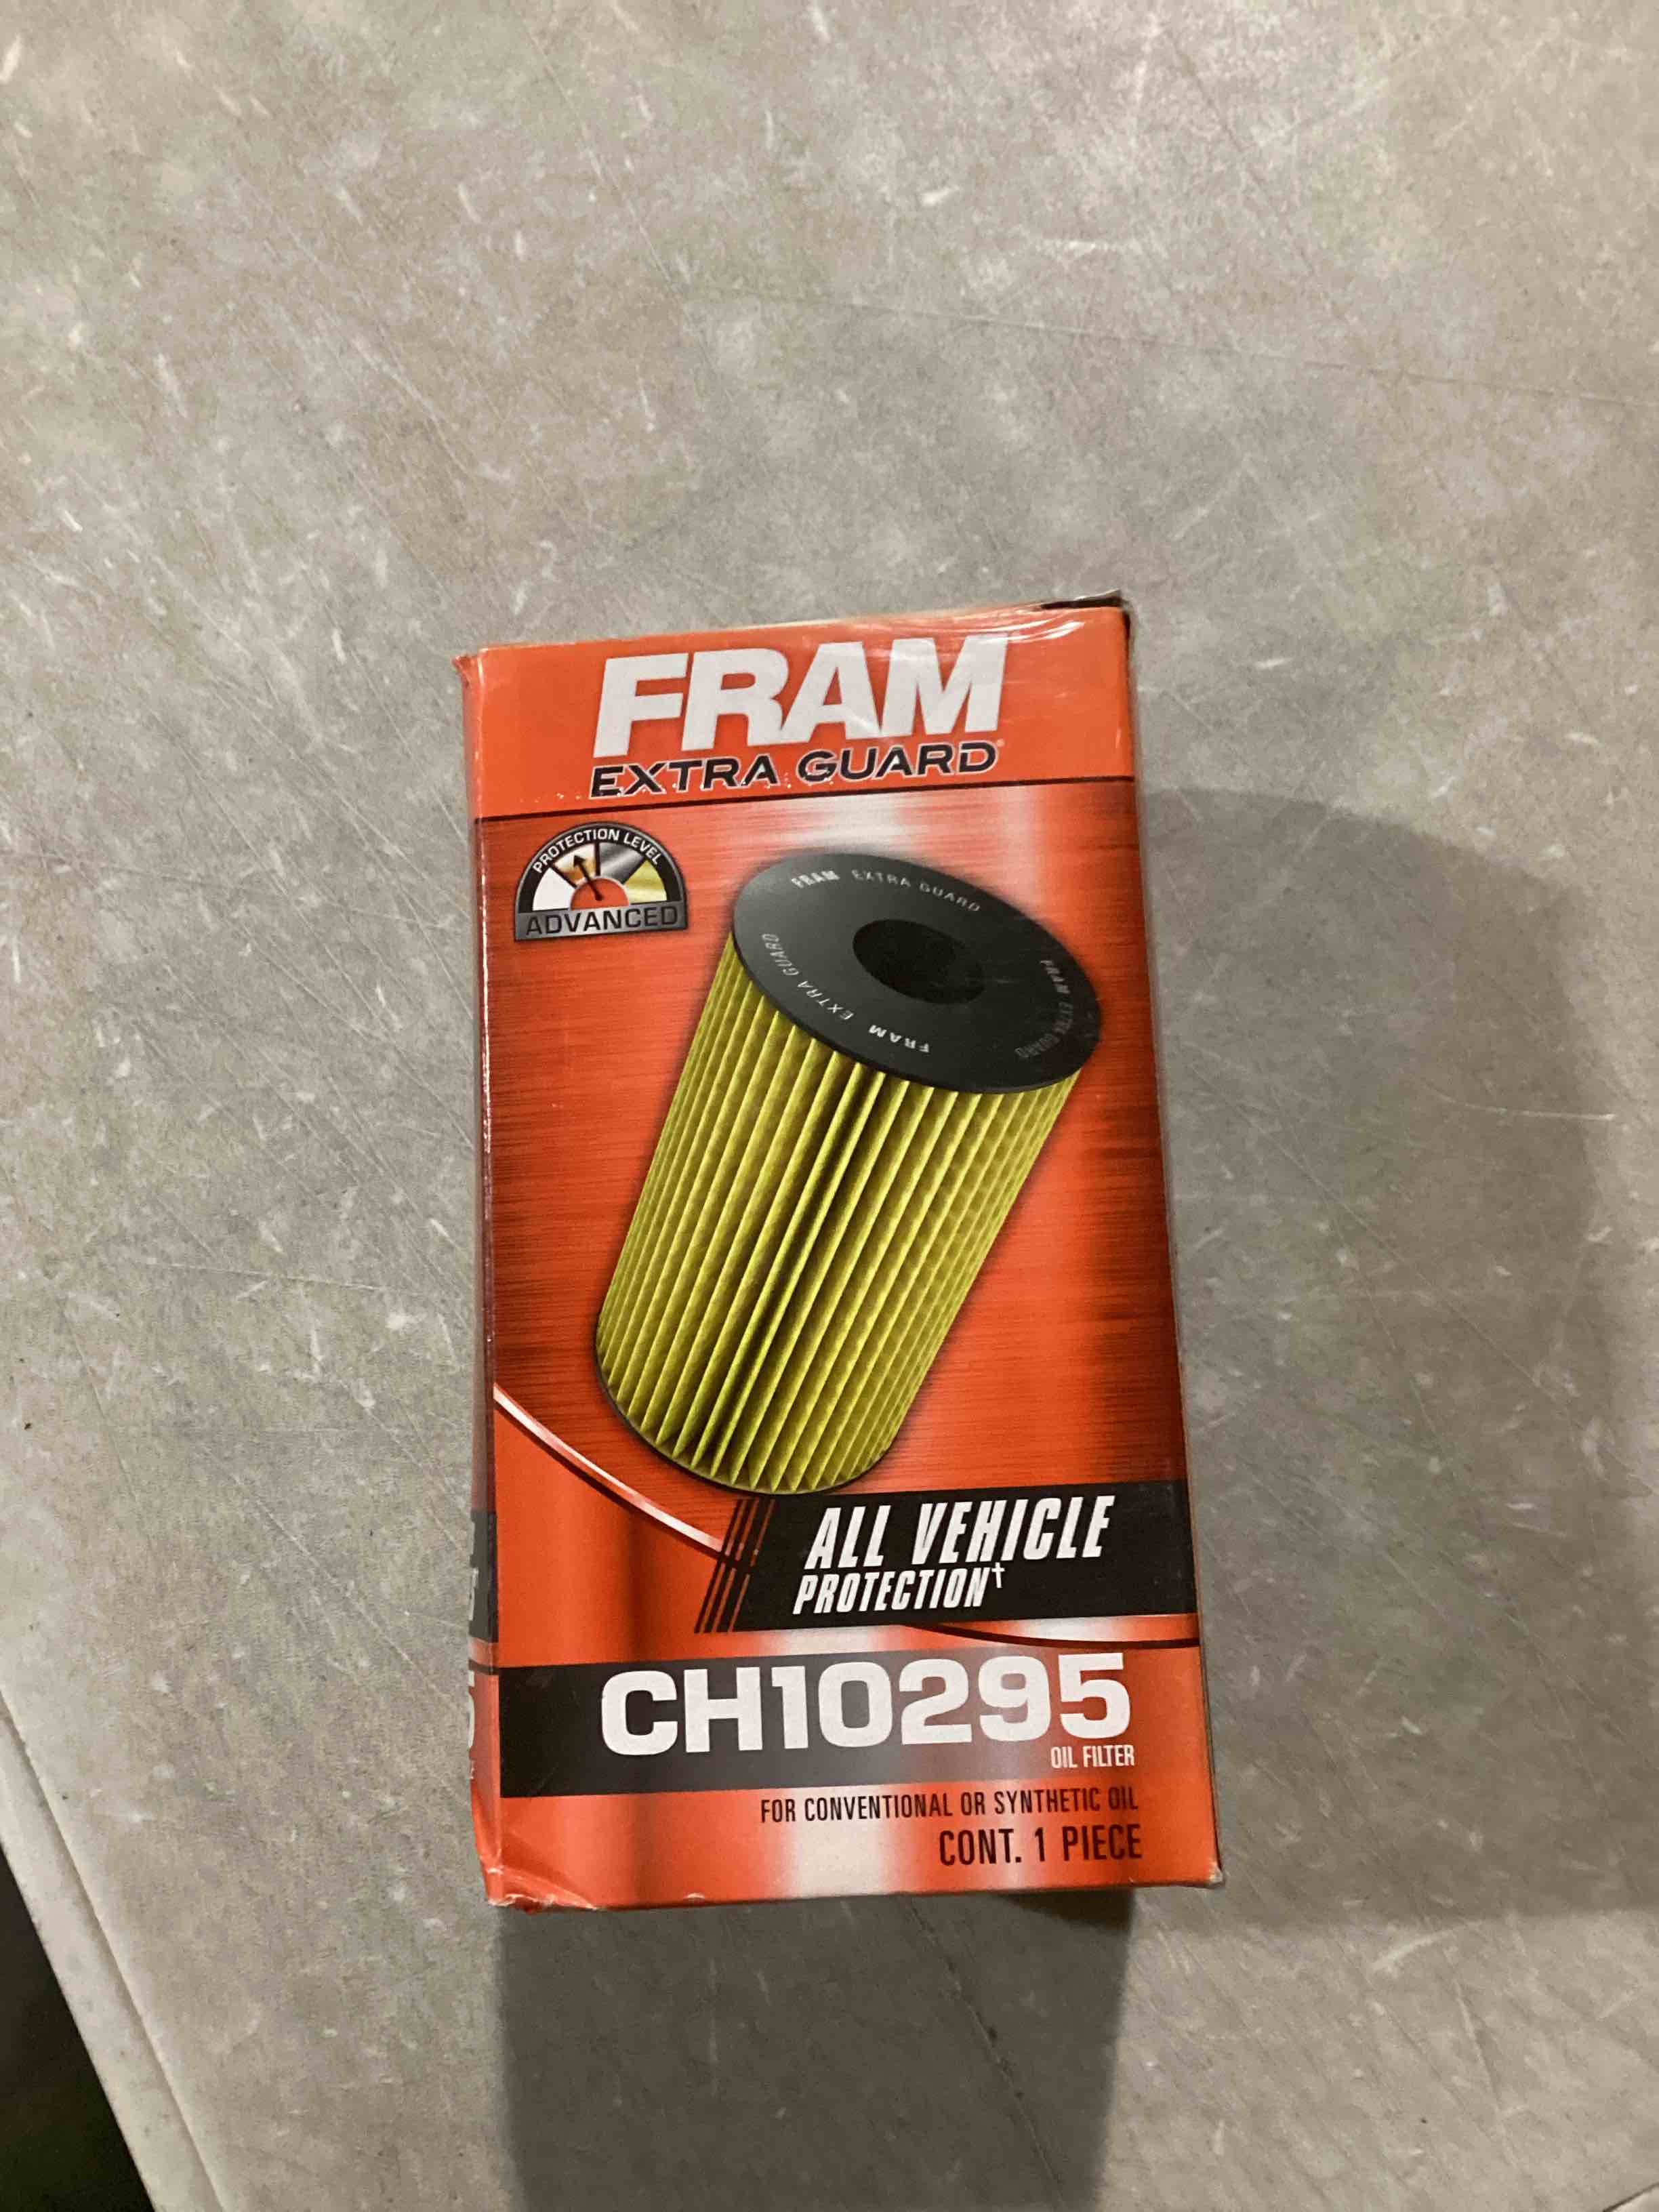 FRAM
EXTRA GUARD®
PROTECTION LEVEL
ADVANCED
FRAM EXTRA GUARD
FRAM EXTRA GUARD
FRAM EXTRA GUARD
ALL VEHICLE
PROTECTION†
CH10295
OIL FILTER
FOR CONVENTIONAL OR SYNTHETIC OIL
CONT. 1 PIECE